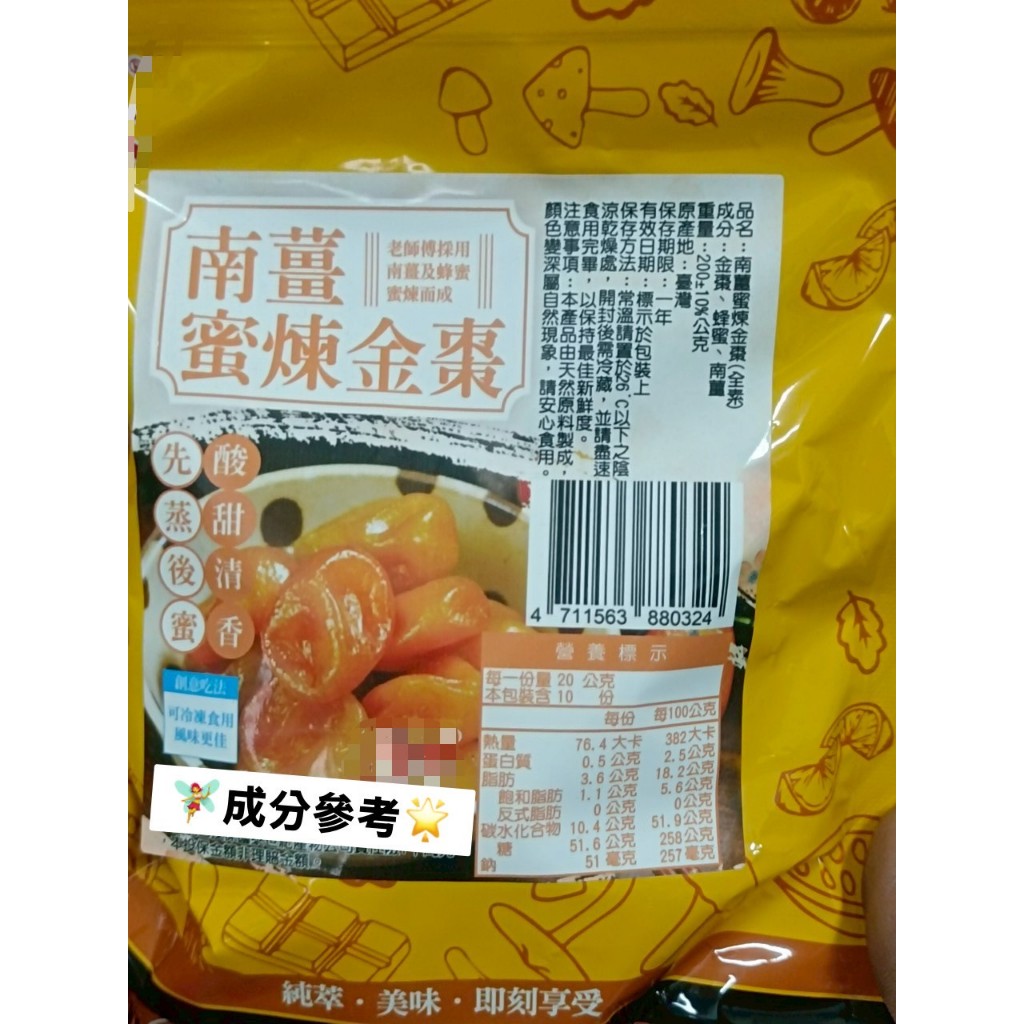 南薑
蜜煉金棗
老師傅採用
南薑及蜂蜜
蜜煉而成
品名：南薑蜜煉金棗(全素)
成分：金棗、蜂蜜、南薑
重量：200±10%公克
原產地：臺灣
保存期限：一年
有效日期：標示於包裝上
保存方法：常溫請置於26°C以下之陰
涼乾燥處，開封後需冷藏，並請盡速
食用完畢，以保持最佳新鮮度。
注意事項：本產品由天然原料製成，
顏色變深屬自然現象，請安心食用。
酸甜清香
先蒸後蜜
創意吃法
可冷凍食用
風味更佳
4 711563 880324
營養標示
每一份量 20 公克
本包裝含 10 份
每份 每100公克
熱量 76.4 大卡 382大卡
蛋白質 0.5 公克 2.5公克
脂肪 3.6 公克 18.2公克
飽和脂肪 1.1 公克 5.6公克
反式脂肪 0 公克 0公克
碳水化合物 10.4 公克 51.9公克
糖 51.6 公克 258公克
鈉 51 毫克 257毫克
成分參考
純萃・美味・即刻享受